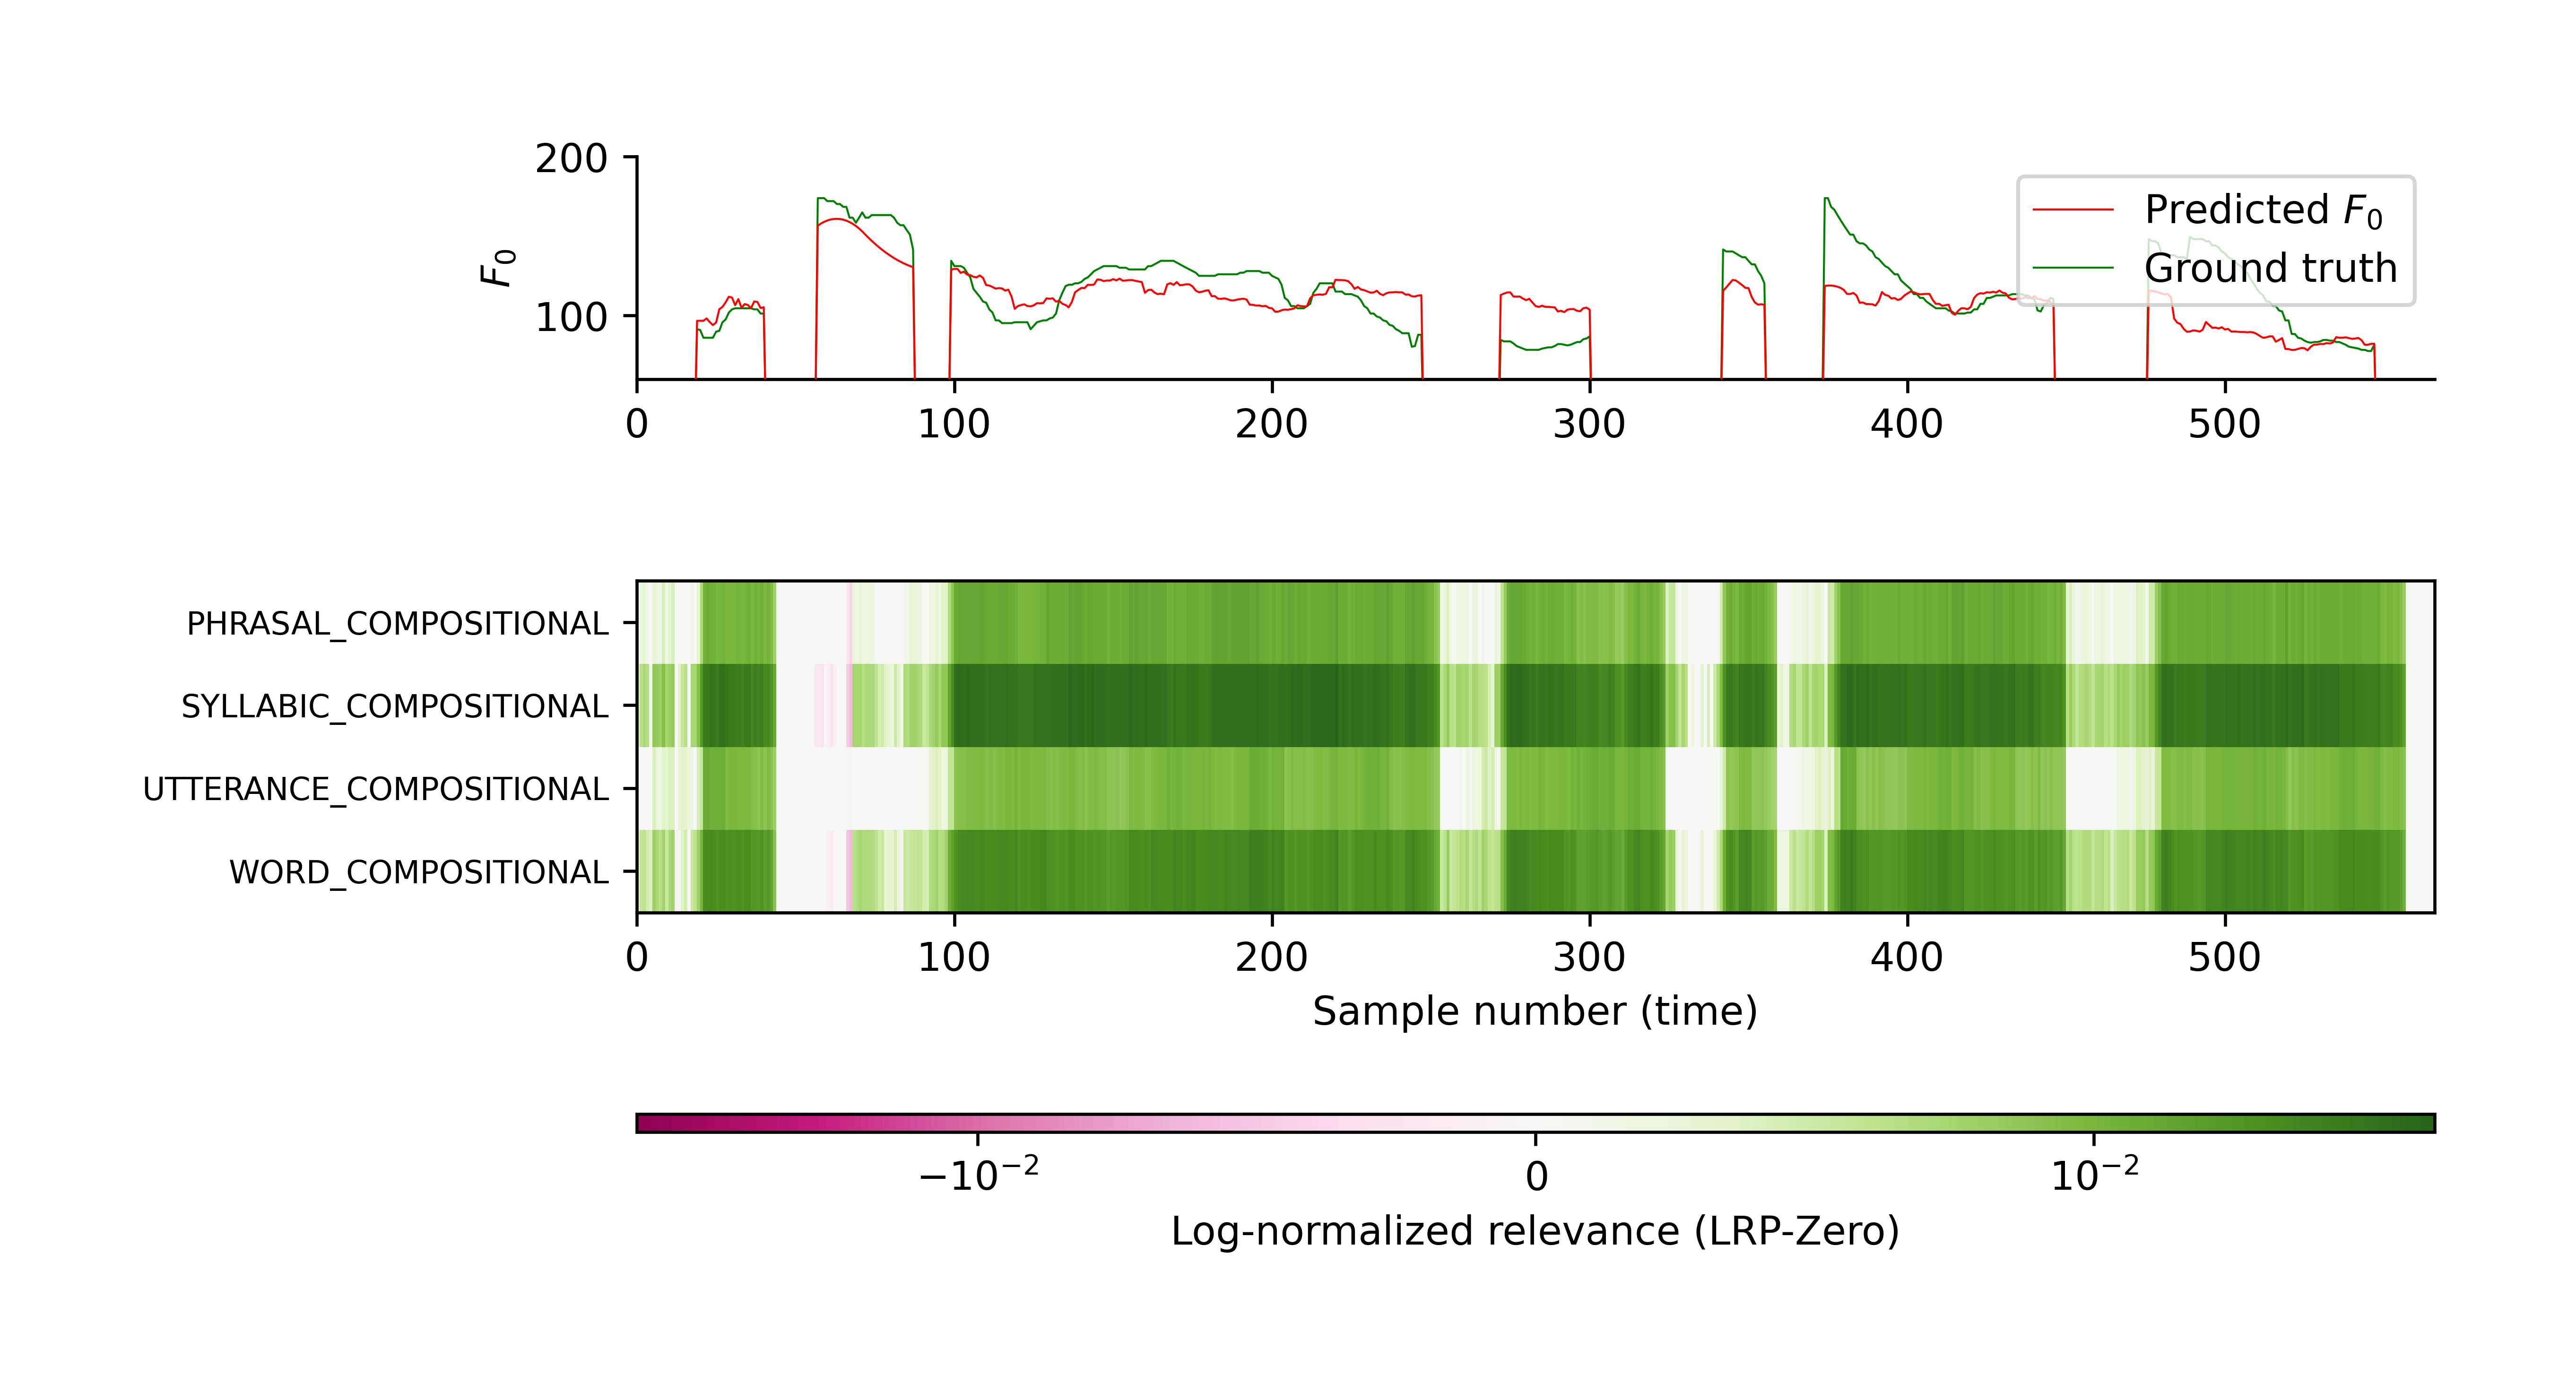 200
100
F0
Predicted F0
Ground truth
0 100 200 300 400 500
PHRASAL_COMPOSITIONAL
SYLLABIC_COMPOSITIONAL
UTTERANCE_COMPOSITIONAL
WORD_COMPOSITIONAL
0 100 200 300 400 500
Sample number (time)
−10−2 0 10−2
Log-normalized relevance (LRP-Zero)